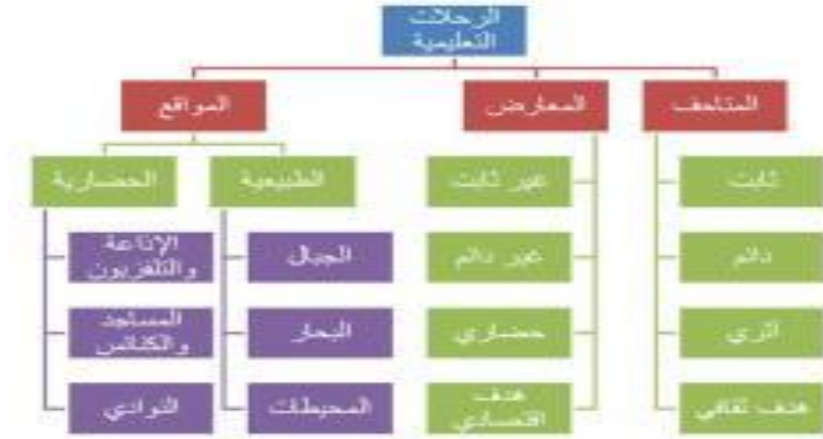 الرحلات
التعليمية
المتاحف
المعارض
المواقع
ثابت
غير ثابت
الطبيعية
الحضارية
دائم
غير دائم
الجبال
الإذاعة
والتلفزيون
أثري
حضاري
البحار
المساجد
والكنائس
هدف ثقافي
هدف
اقتصادي
المحيطات
النوادي